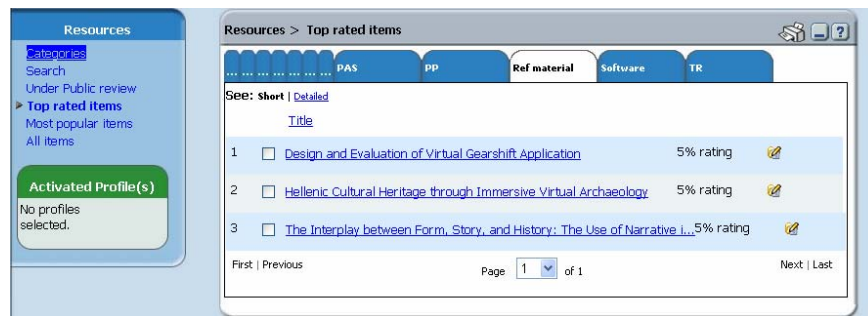 Resources
Categories
Search
Under Public review
Top rated items
Most popular items
All items
Activated Profile(s)
No profiles
selected.
Resources > Top rated items
... ... ... ... ... ... ... PAS PP Ref material Software TR
See: Short | Detailed
Title
1 Design and Evaluation of Virtual Gearshift Application 5% rating
2 Hellenic Cultural Heritage through Immersive Virtual Archaeology 5% rating
3 The Interplay between Form, Story, and History: The Use of Narrative i... 5% rating
First | Previous Page 1 of 1 Next | Last